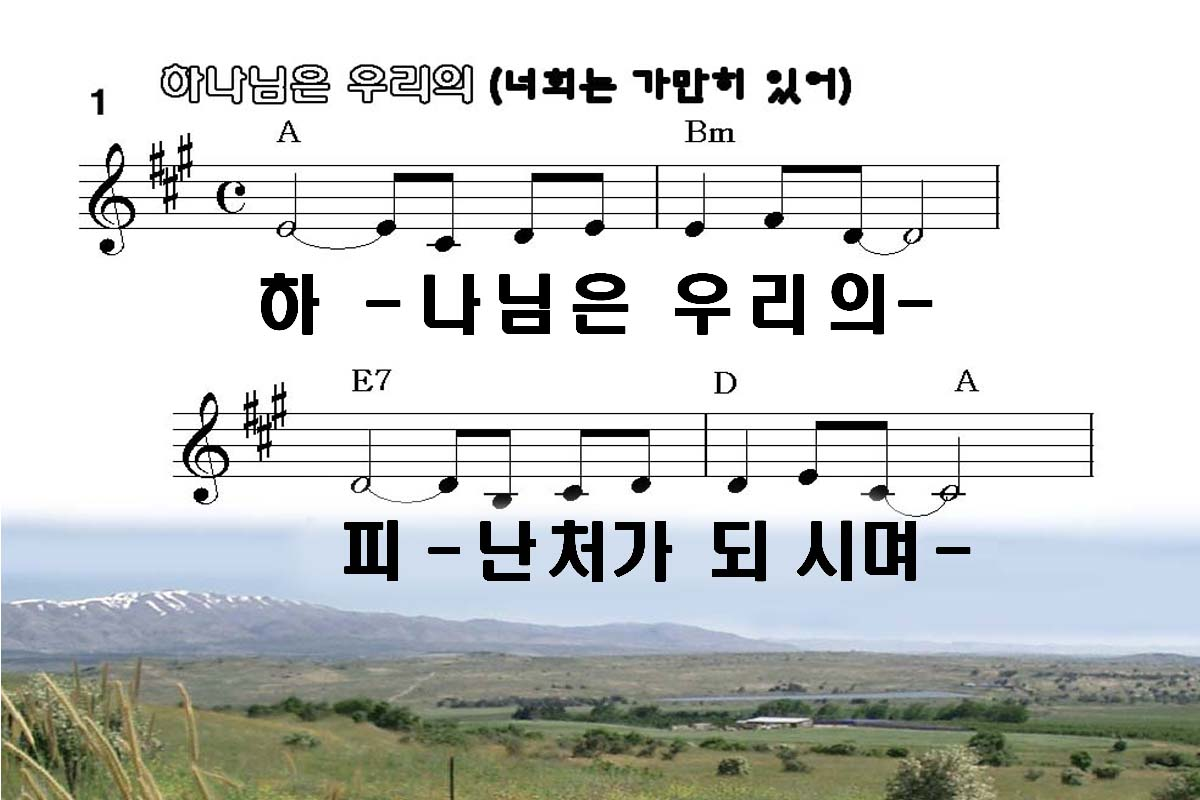 하나님은 우리의 (너희는 가만히 있어)
1
A Bm
하 -나님은 우리의-
E7 D A
피 -난처가 되 시며-